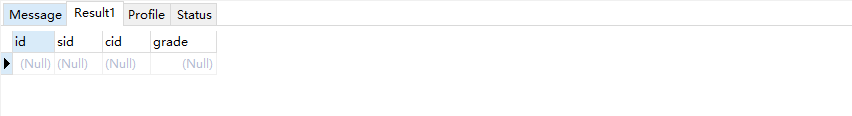 Message Result1 Profile Status
id sid cid grade
(Null) (Null) (Null) (Null)